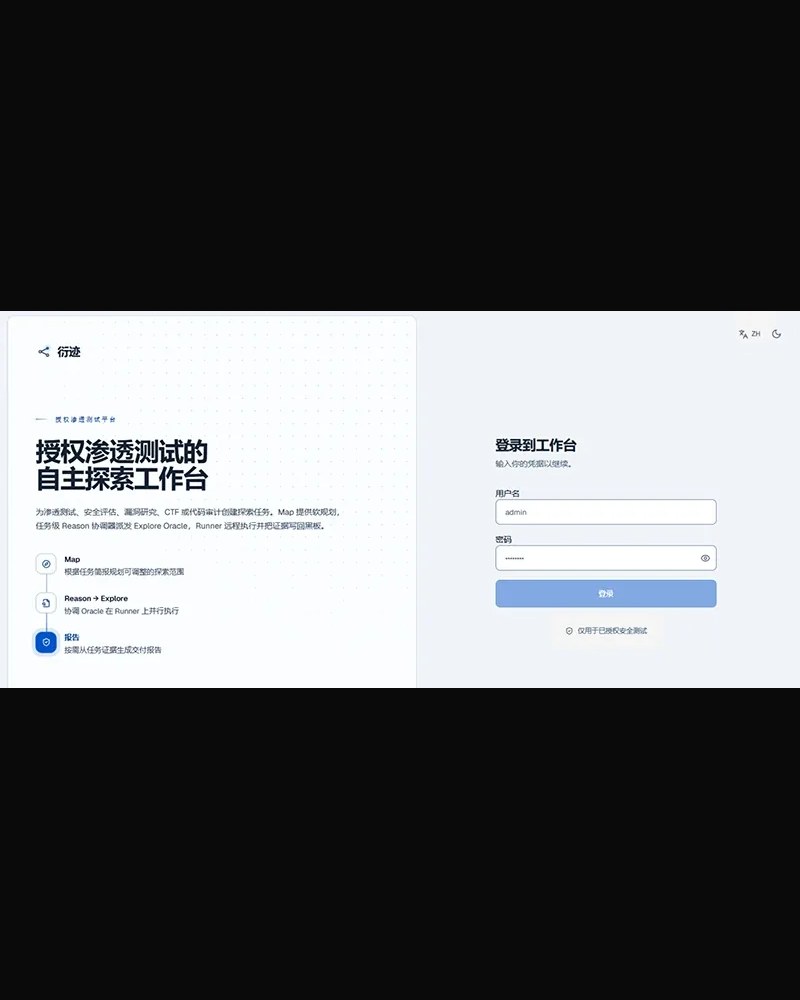 衍迹
授权渗透测试平台
授权渗透测试的
自主探索工作台
为渗透测试、安全评估、漏洞研究、CTF 或代码审计创建探索任务。Map 提供软规划，
任务级 Reason 协调器派发 Explore Oracle，Runner 远程执行并把证据写回黑板。
Map
根据任务简报规划可调整的探索范围
Reason → Explore
协调 Oracle 在 Runner 上并行执行
报告
按需从任务证据生成交付报告
ZH
登录到工作台
输入你的凭据以继续。
用户名
admin
密码
••••••••
登录
仅用于已授权安全测试